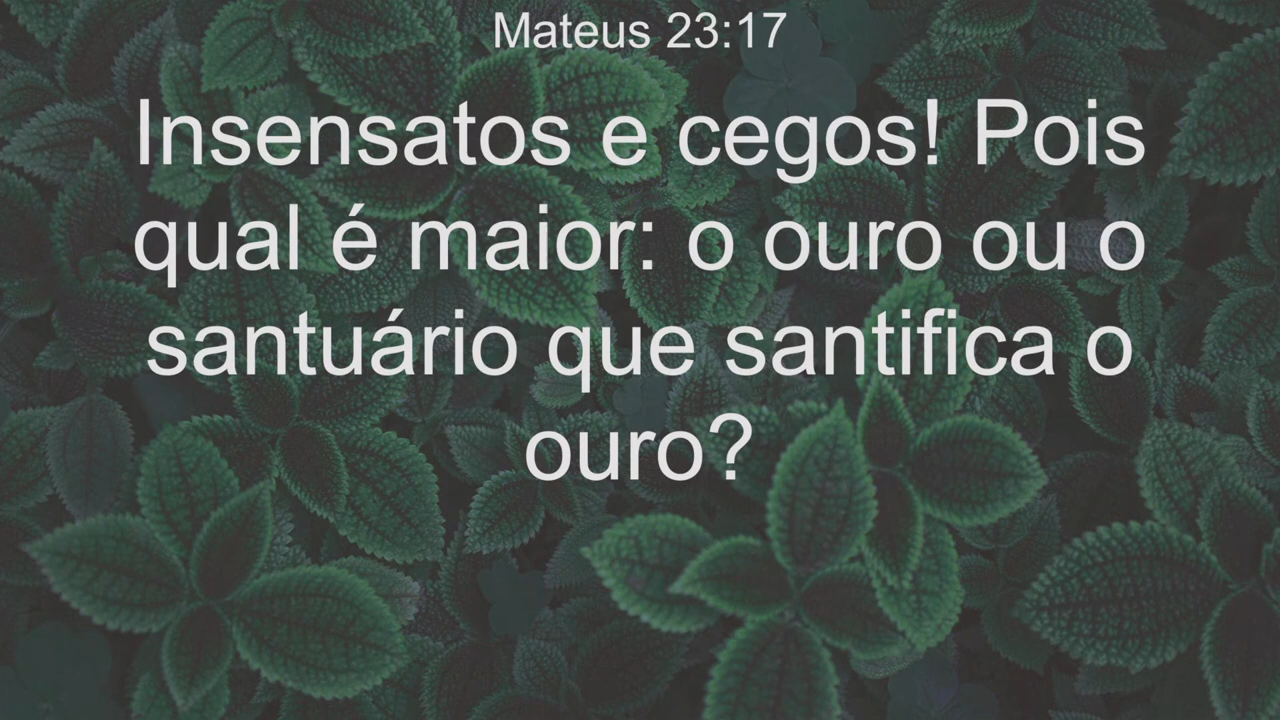 Mateus 23:17
Insensatos e cegos! Pois
qual é maior: o ouro ou o
santuário que santifica o
ouro?